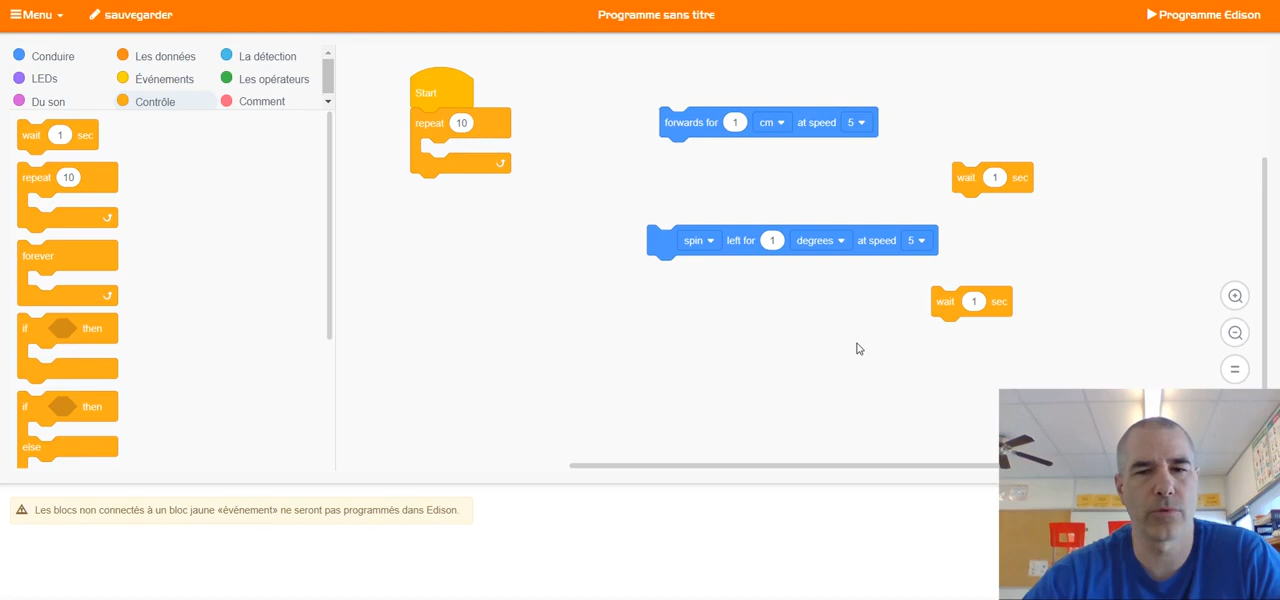 Menu sauvegarder Programme sans titre Programme Edison
Conduire Les données La détection
LEDs Événements Les opérateurs
Du son Contrôle Comment
wait 1 sec
repeat 10
forever
if then
if then
else
Start
repeat 10
forwards for 1 cm at speed 5
wait 1 sec
spin left for 1 degrees at speed 5
wait 1 sec
Les blocs non connectés à un bloc jaune «événement» ne seront pas programmés dans Edison.